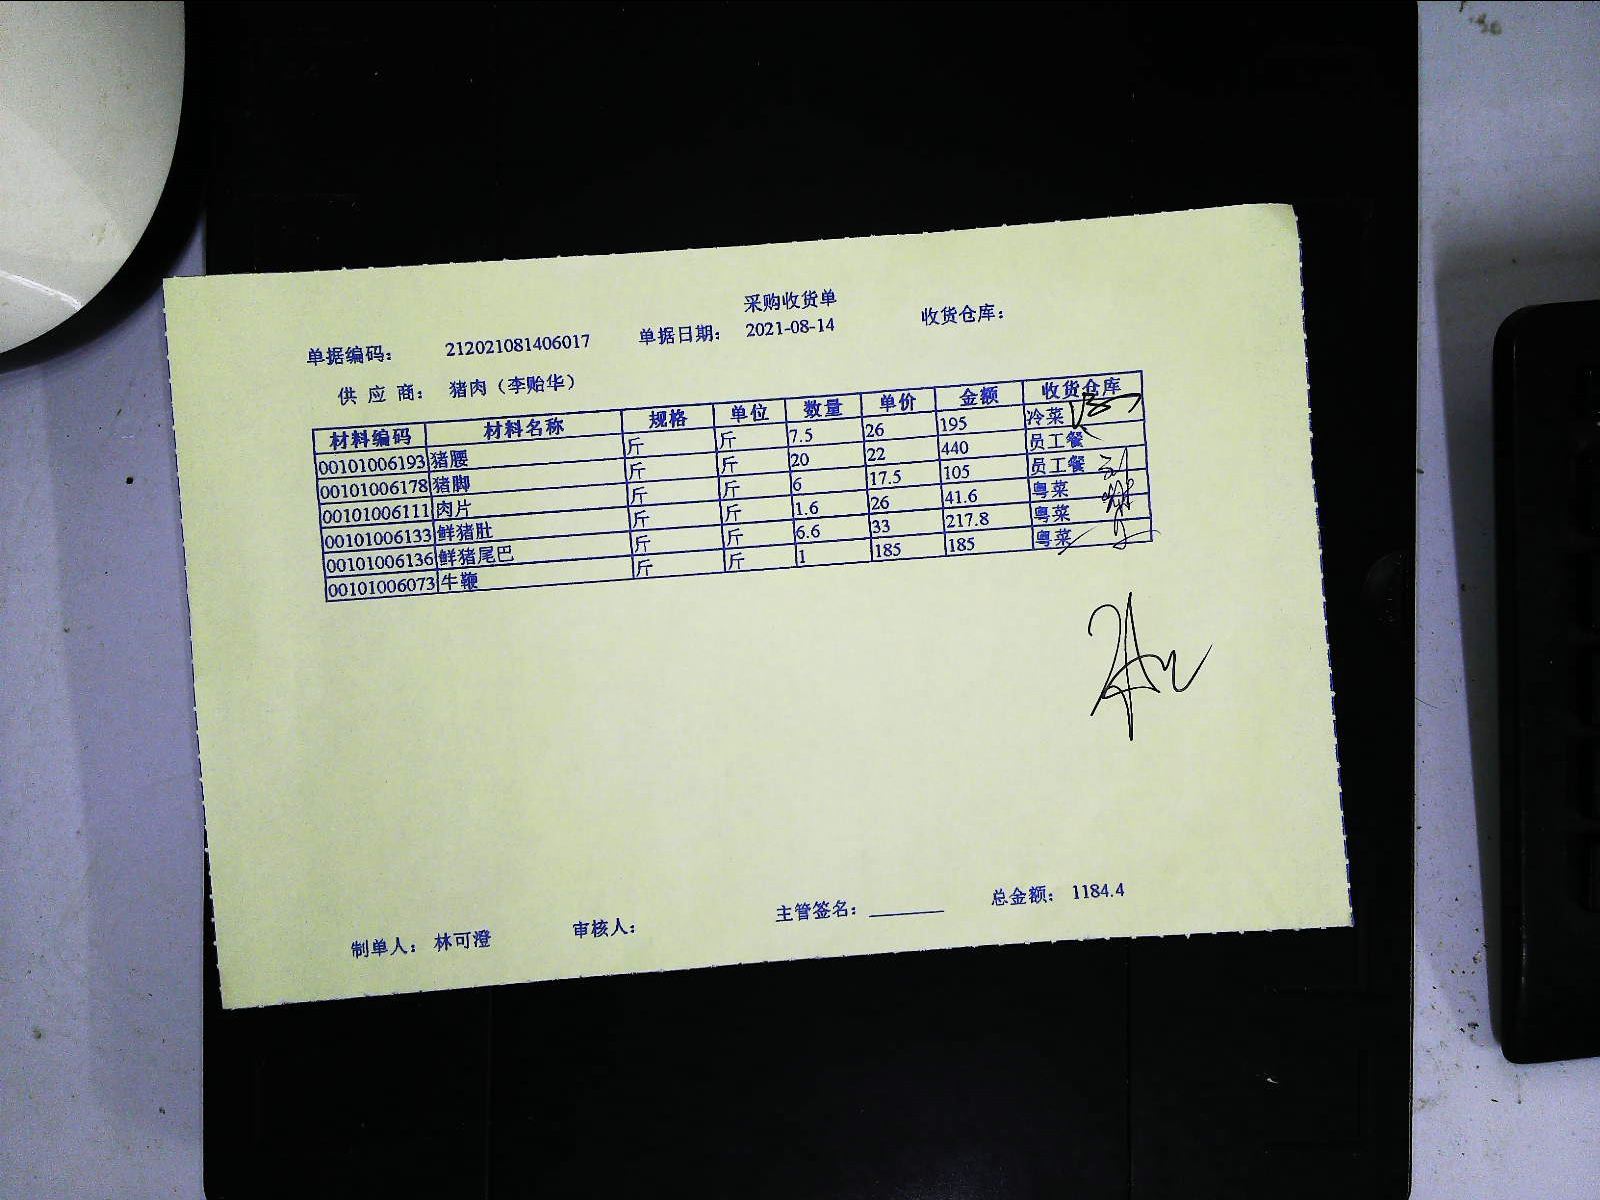 采购收货单
单据编码： 212021081406017 单据日期： 2021-08-14 收货仓库：
供 应 商： 猪肉（李贻华）
材料编码 材料名称 规格 单位 数量 单价 金额 收货仓库
00101006193 猪腰 斤 斤 7.5 26 195 冷菜
00101006178 猪脚 斤 斤 20 22 440 员工餐
00101006111 肉片 斤 斤 6 17.5 105 员工餐
00101006133 鲜猪肚 斤 斤 1.6 26 41.6 粤菜
00101006136 鲜猪尾巴 斤 斤 6.6 33 217.8 粤菜
00101006073 牛鞭 斤 斤 1 185 185 粤菜
制单人： 林可澄 审核人： 主管签名： 总金额： 1184.4